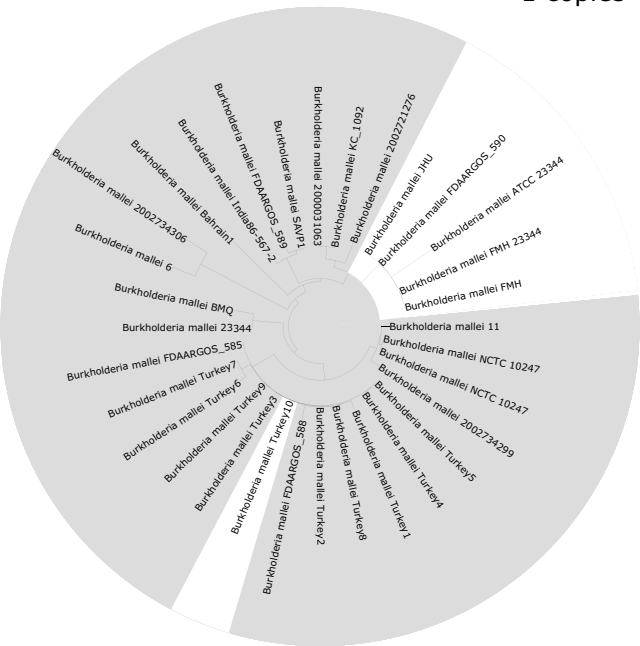 Burkholderia mallei 2002721276
Burkholderia mallei JHU
Burkholderia mallei FDAARGOS_590
Burkholderia mallei ATCC 23344
Burkholderia mallei FMH 23344
Burkholderia mallei FMH
Burkholderia mallei 11
Burkholderia mallei NCTC 10247
Burkholderia mallei NCTC 10247
Burkholderia mallei 2002734299
Burkholderia mallei Turkey5
Burkholderia mallei Turkey4
Burkholderia mallei Turkey1
Burkholderia mallei Turkey8
Burkholderia mallei Turkey2
Burkholderia mallei FDAARGOS_588
Burkholderia mallei Turkey10
Burkholderia mallei Turkey3
Burkholderia mallei Turkey9
Burkholderia mallei Turkey6
Burkholderia mallei Turkey7
Burkholderia mallei FDAARGOS_585
Burkholderia mallei 23344
Burkholderia mallei BMQ
Burkholderia mallei 6
Burkholderia mallei 2002734306
Burkholderia mallei Bahrain1
Burkholderia mallei India86-567-2
Burkholderia mallei FDAARGOS_589
Burkholderia mallei SAVP1
Burkholderia mallei 2000031063
Burkholderia mallei KC_1092